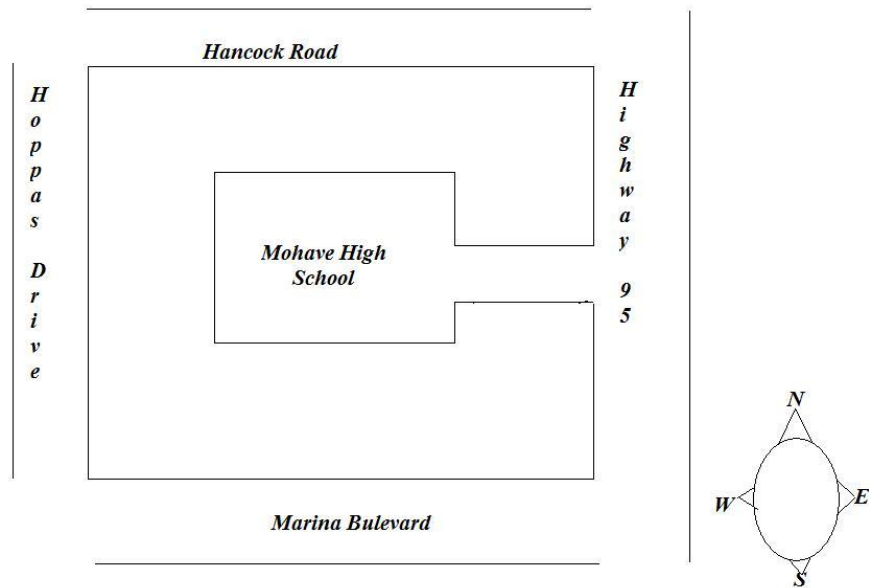 Hancock Road
Hoppas Drive
Highway 95
Mohave High
School
Marina Bulevard
N
W
E
S